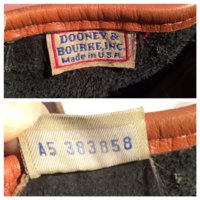 DOONEY &
BOURKE, INC.
Made in U.S.A.
A5 383858